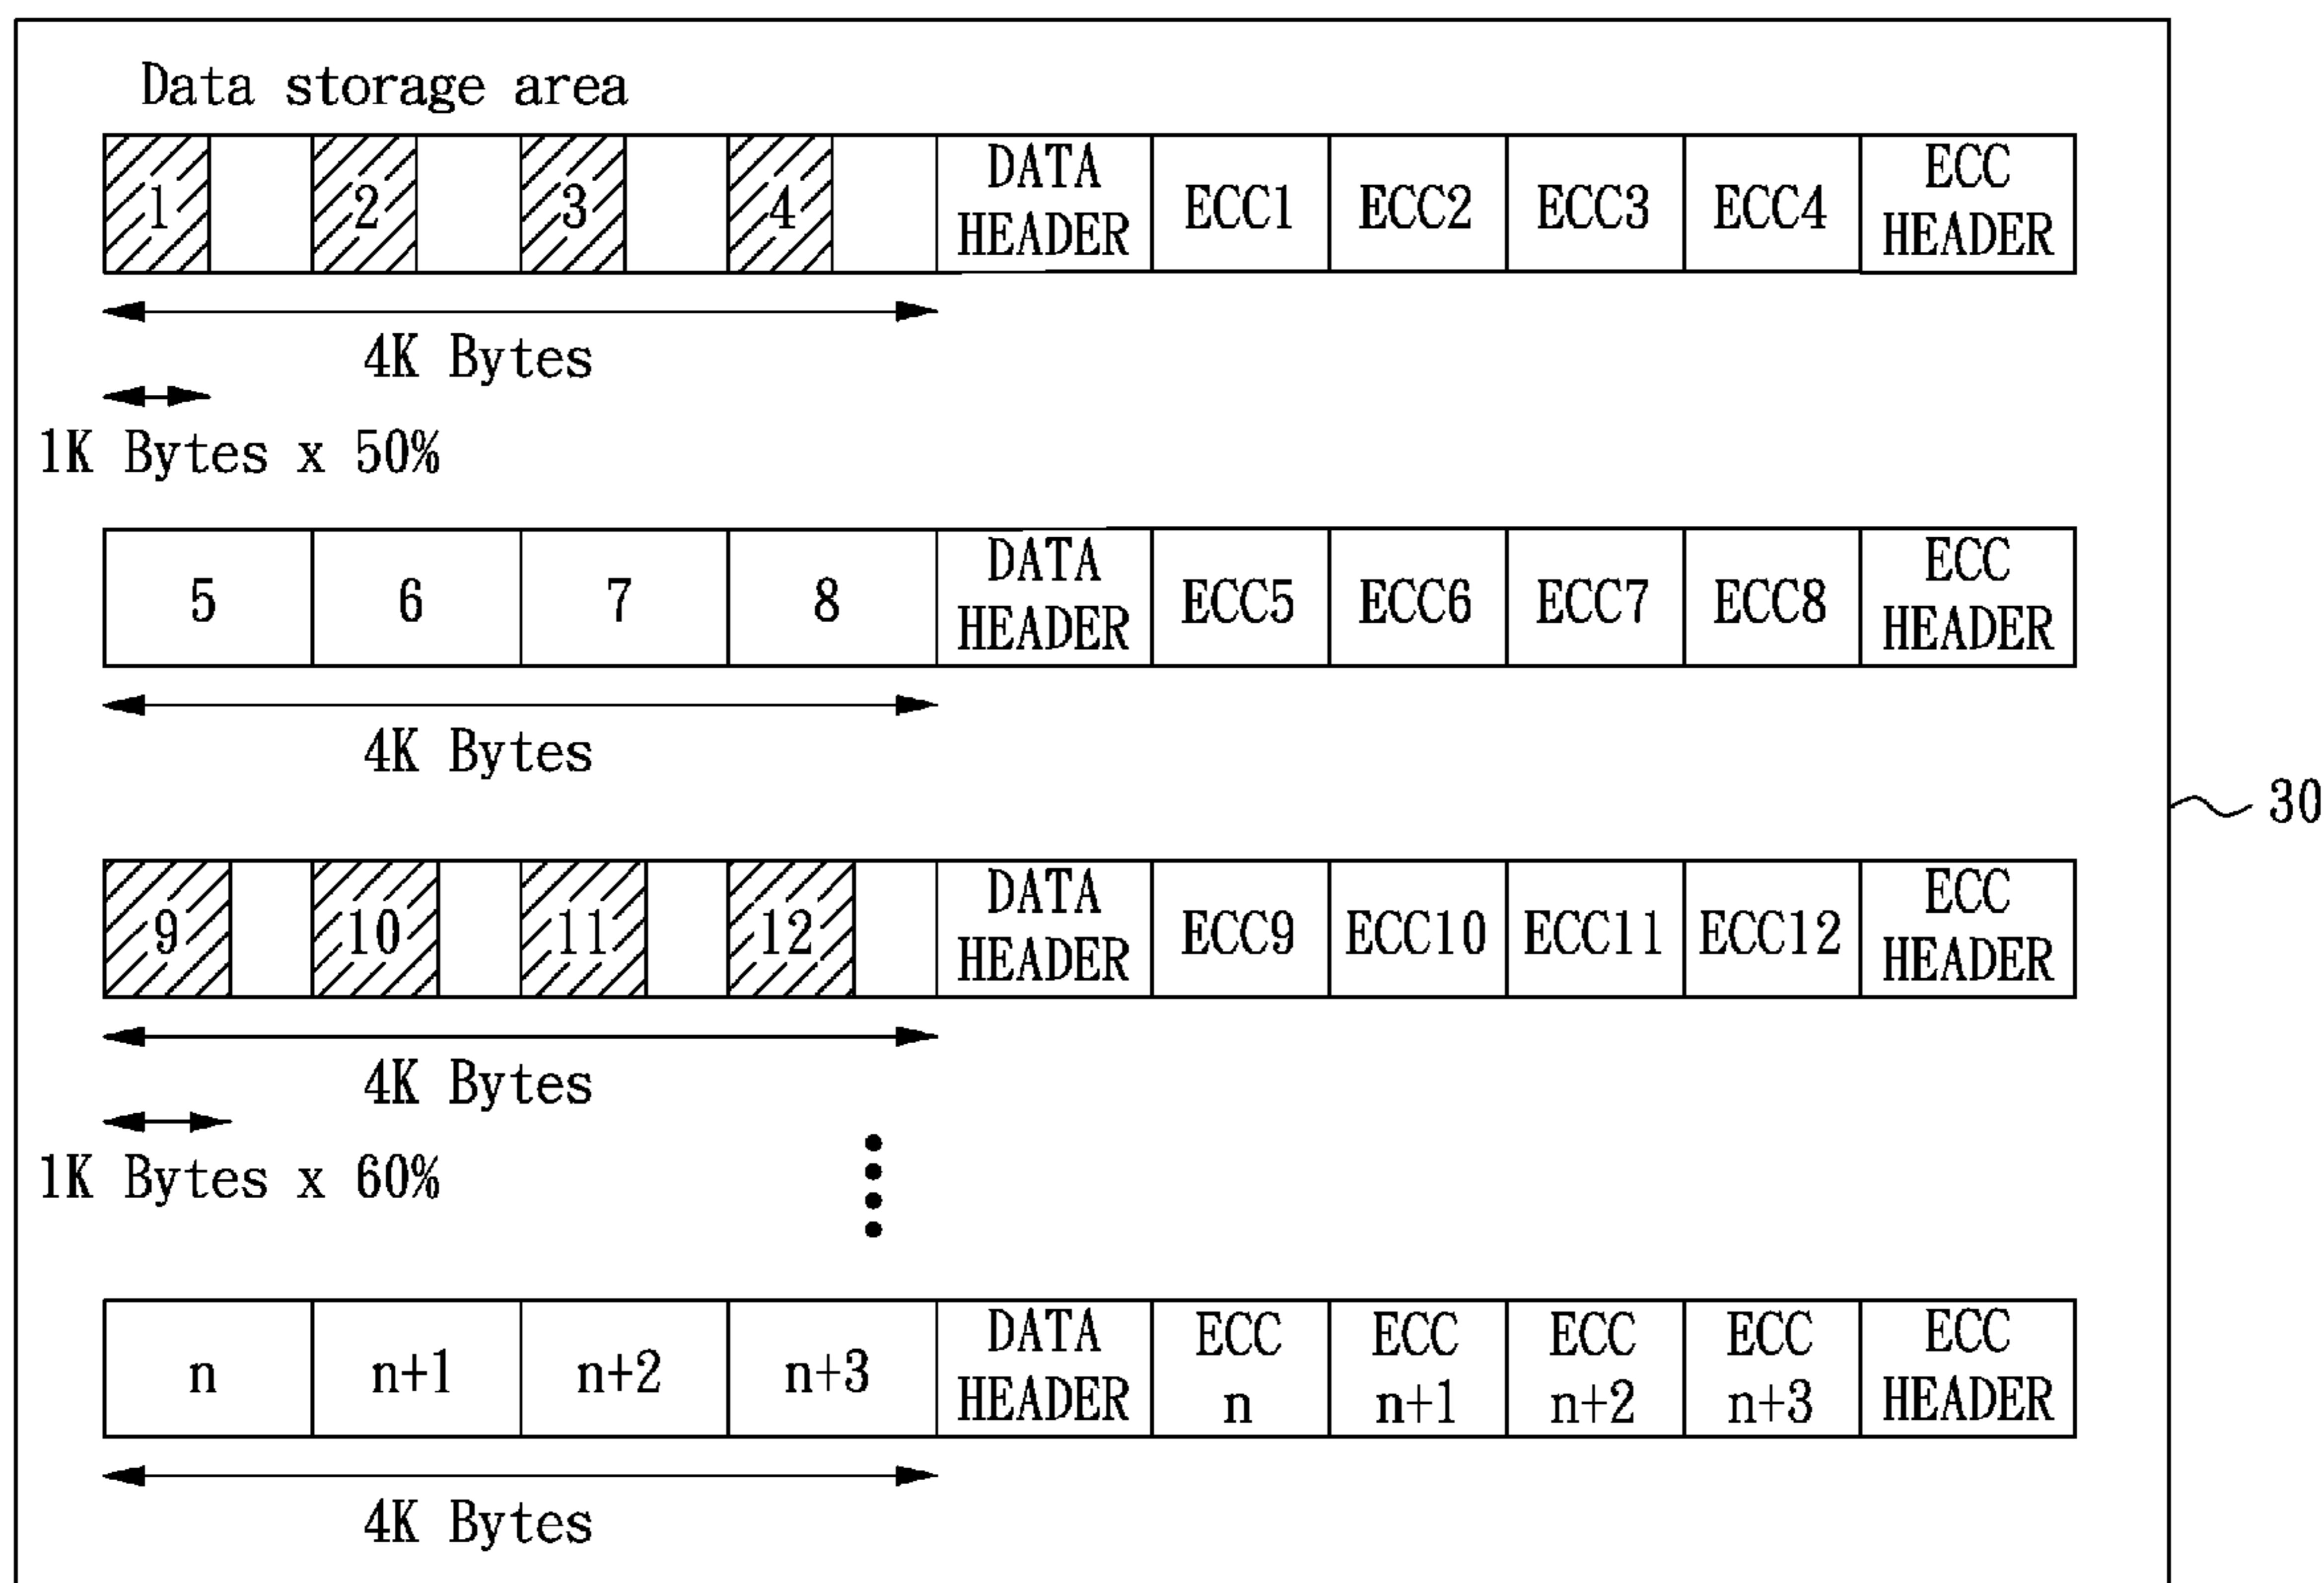 Data storage area
1 2 3 4 DATA HEADER ECC1 ECC2 ECC3 ECC4 ECC HEADER
4K Bytes
1K Bytes x 50%
5 6 7 8 DATA HEADER ECC5 ECC6 ECC7 ECC8 ECC HEADER
4K Bytes
30
9 10 11 12 DATA HEADER ECC9 ECC10 ECC11 ECC12 ECC HEADER
4K Bytes
1K Bytes x 60%
n n+1 n+2 n+3 DATA HEADER ECC n ECC n+1 ECC n+2 ECC n+3 ECC HEADER
4K Bytes